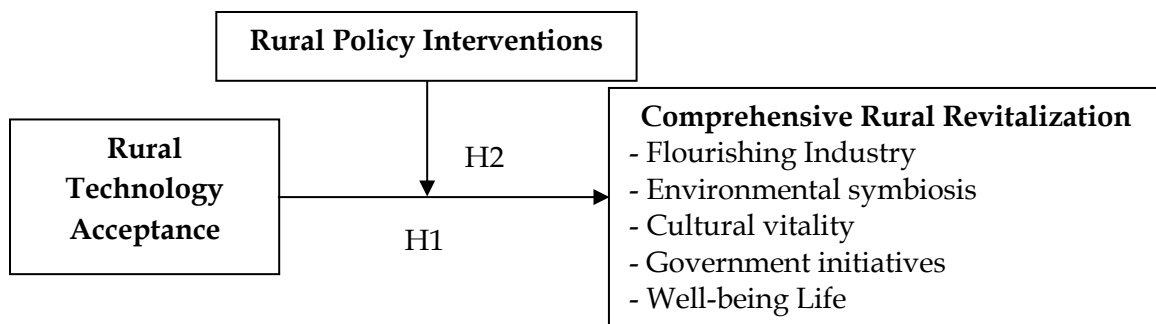 Rural Policy Interventions
Rural
Technology
Acceptance
H2
H1
Comprehensive Rural Revitalization
- Flourishing Industry
- Environmental symbiosis
- Cultural vitality
- Government initiatives
- Well-being Life